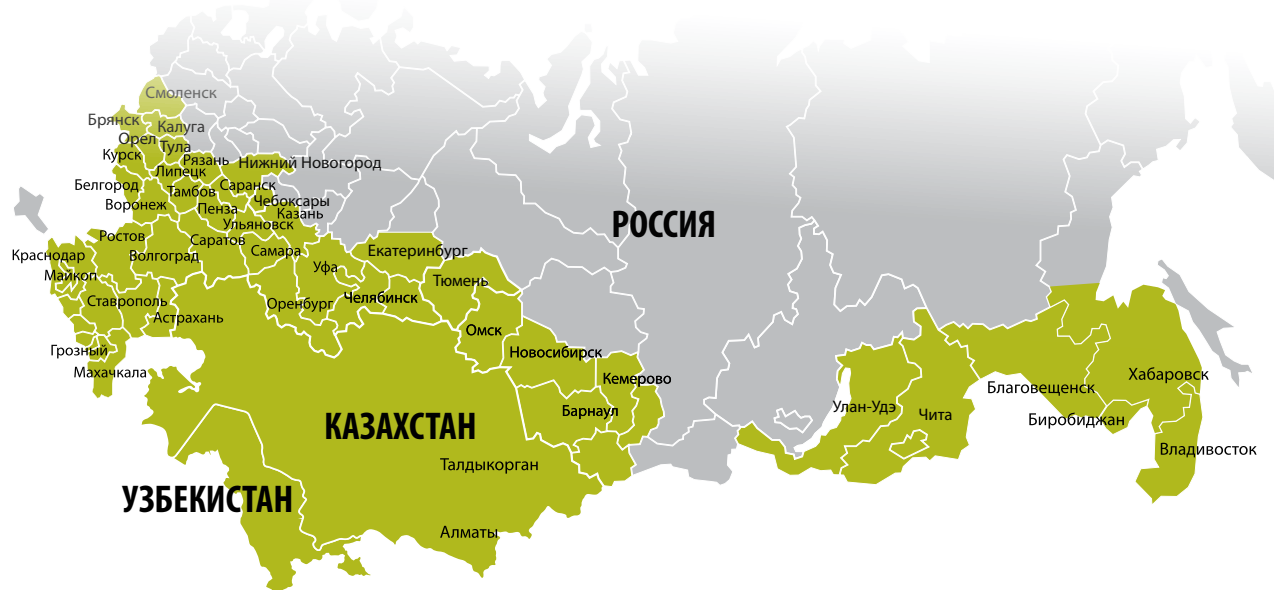 Смоленск
Брянск
Калуга
Орел
Тула
Курск
Рязань
Нижний Новгород
Липецк
Белгород
Тамбов
Саранск
Воронеж
Пенза
Чебоксары
Казань
Ульяновск
РОССИЯ
Ростов
Саратов
Краснодар
Волгоград
Самара
Екатеринбург
Майкоп
Уфа
Тюмень
Ставрополь
Оренбург
Челябинск
Астрахань
Омск
Грозный
Новосибирск
Махачкала
Кемерово
Хабаровск
Благовещенск
Барнаул
Улан-Удэ
Чита
Биробиджан
КАЗАХСТАН
Владивосток
Талдыкорган
УЗБЕКИСТАН
Алматы